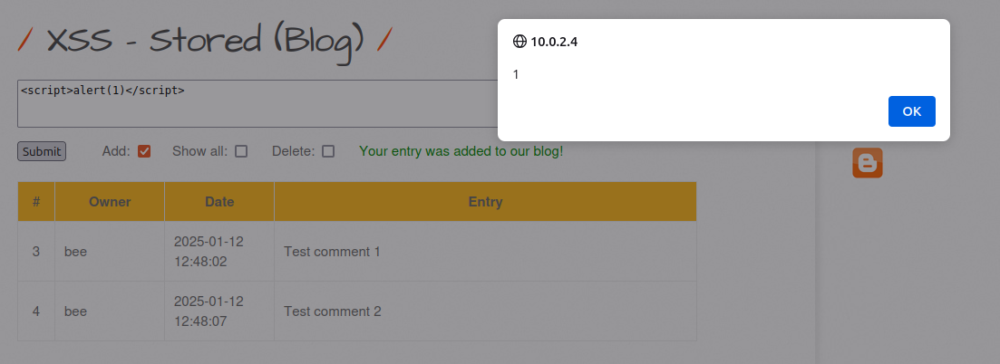 / XSS - Stored (Blog) /
10.0.2.4
1
OK
<script>alert(1)</script>
Submit Add: Show all: Delete: Your entry was added to our blog!
# Owner Date Entry
3 bee 2025-01-12 Test comment 1
12:48:02
4 bee 2025-01-12 Test comment 2
12:48:07